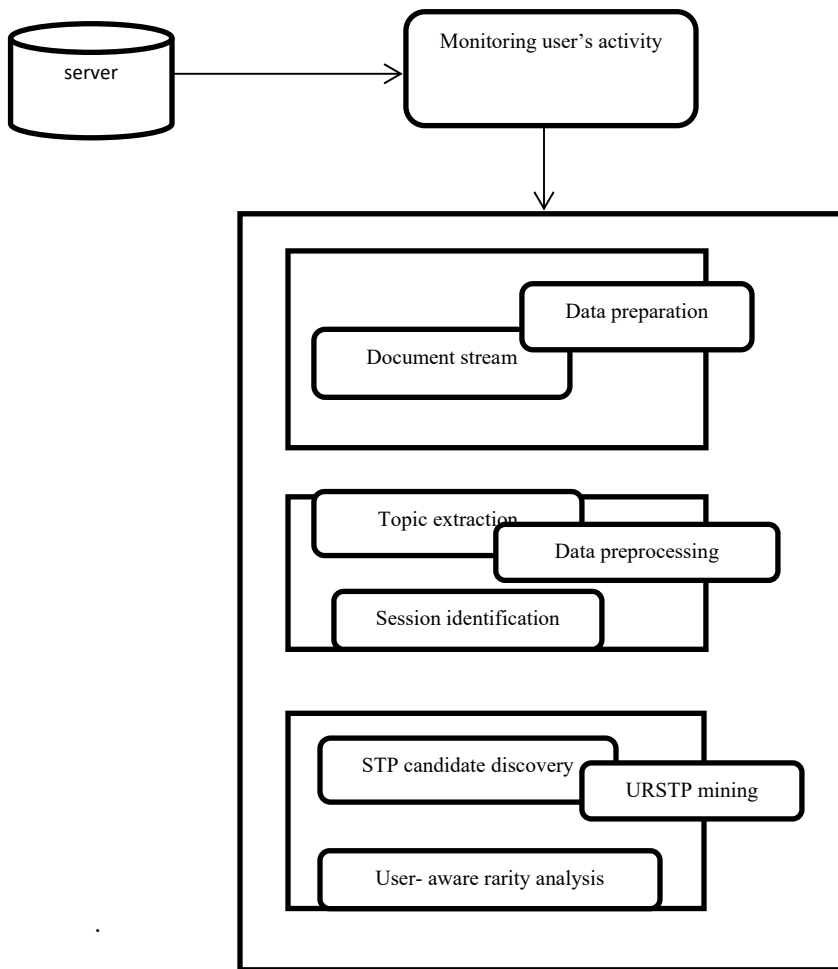 server
Monitoring user’s activity
Data preparation
Document stream
Topic extraction
Data preprocessing
Session identification
STP candidate discovery
URSTP mining
User- aware rarity analysis
.